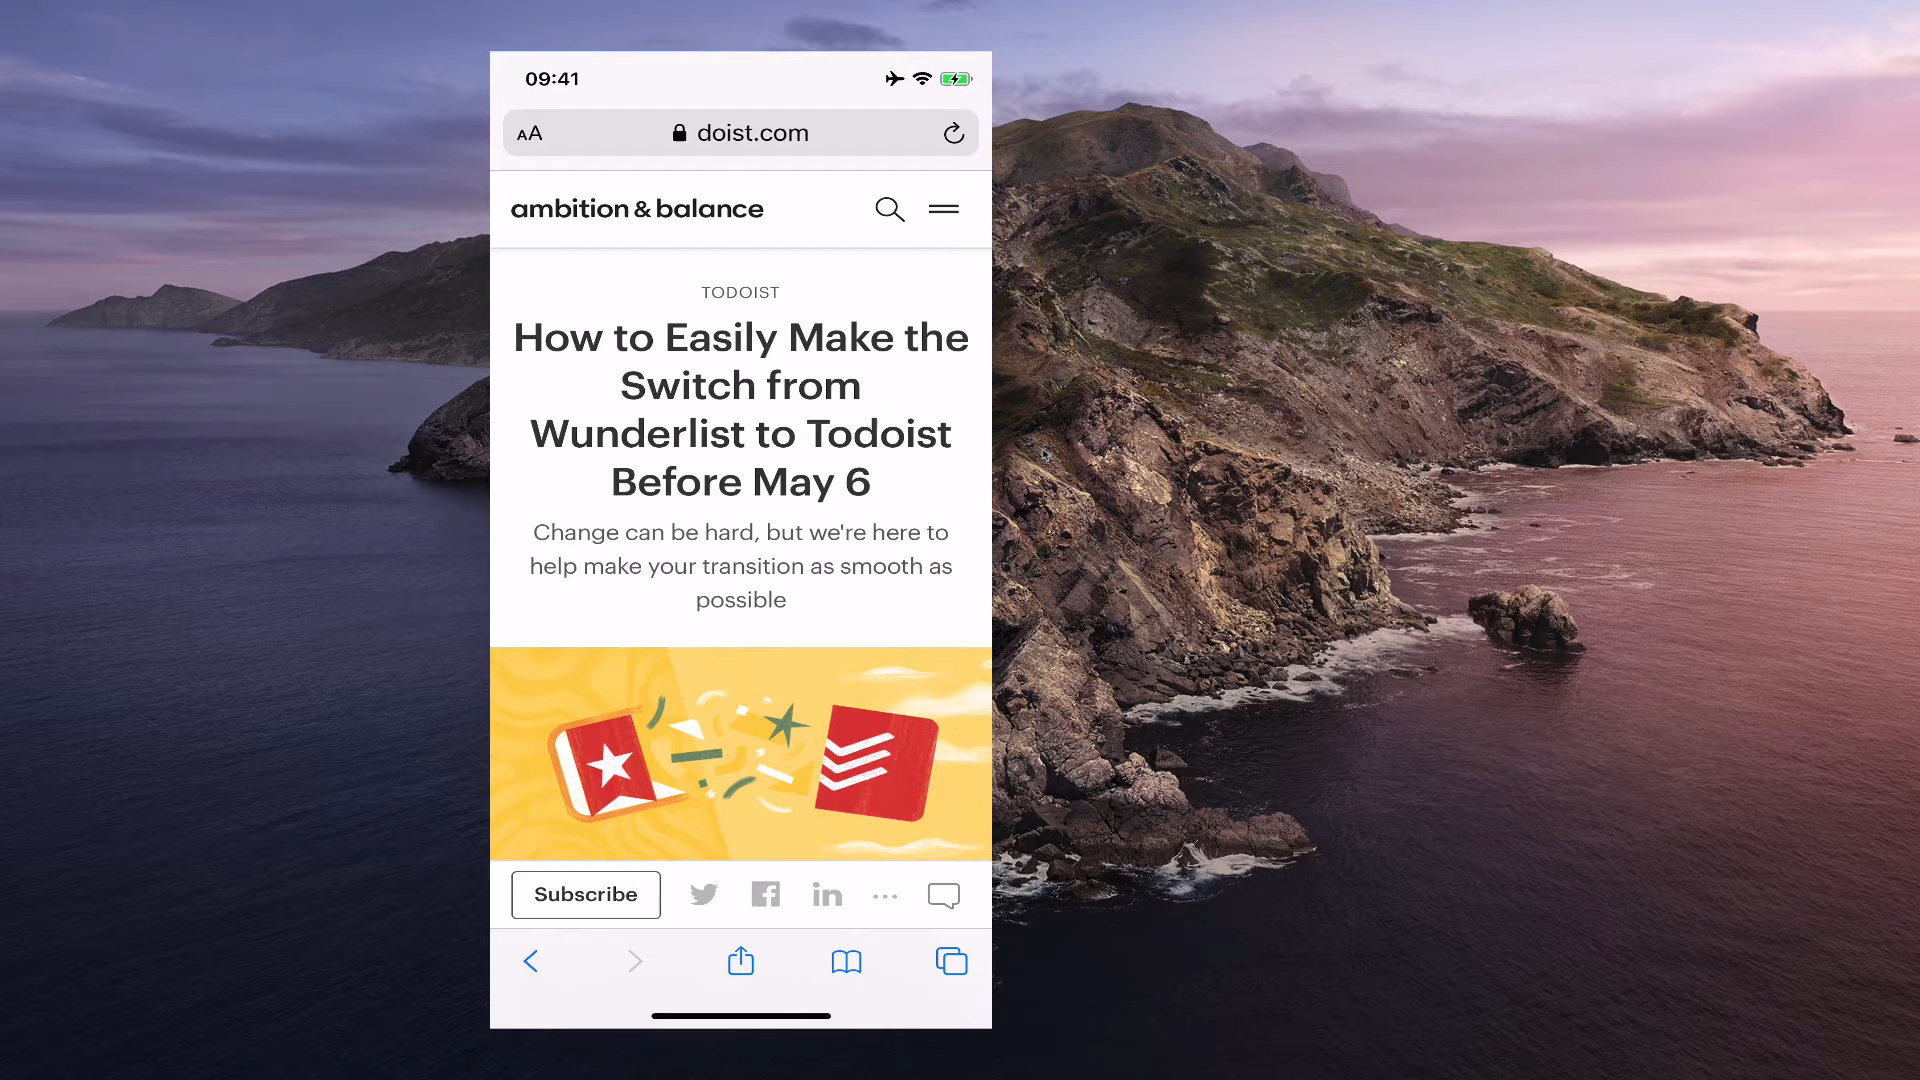 09:41
AA doist.com
ambition & balance
TODOIST
How to Easily Make the
Switch from
Wunderlist to Todoist
Before May 6
Change can be hard, but we're here to
help make your transition as smooth as
possible
Subscribe